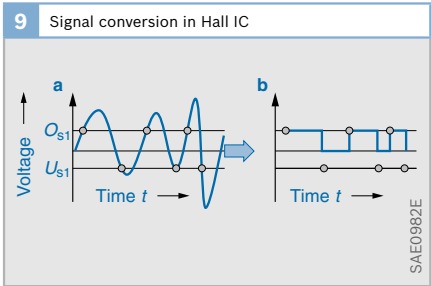 9 Signal conversion in Hall IC
a
b
Voltage
Os1
Us1
Time t
Time t
SAE0982E